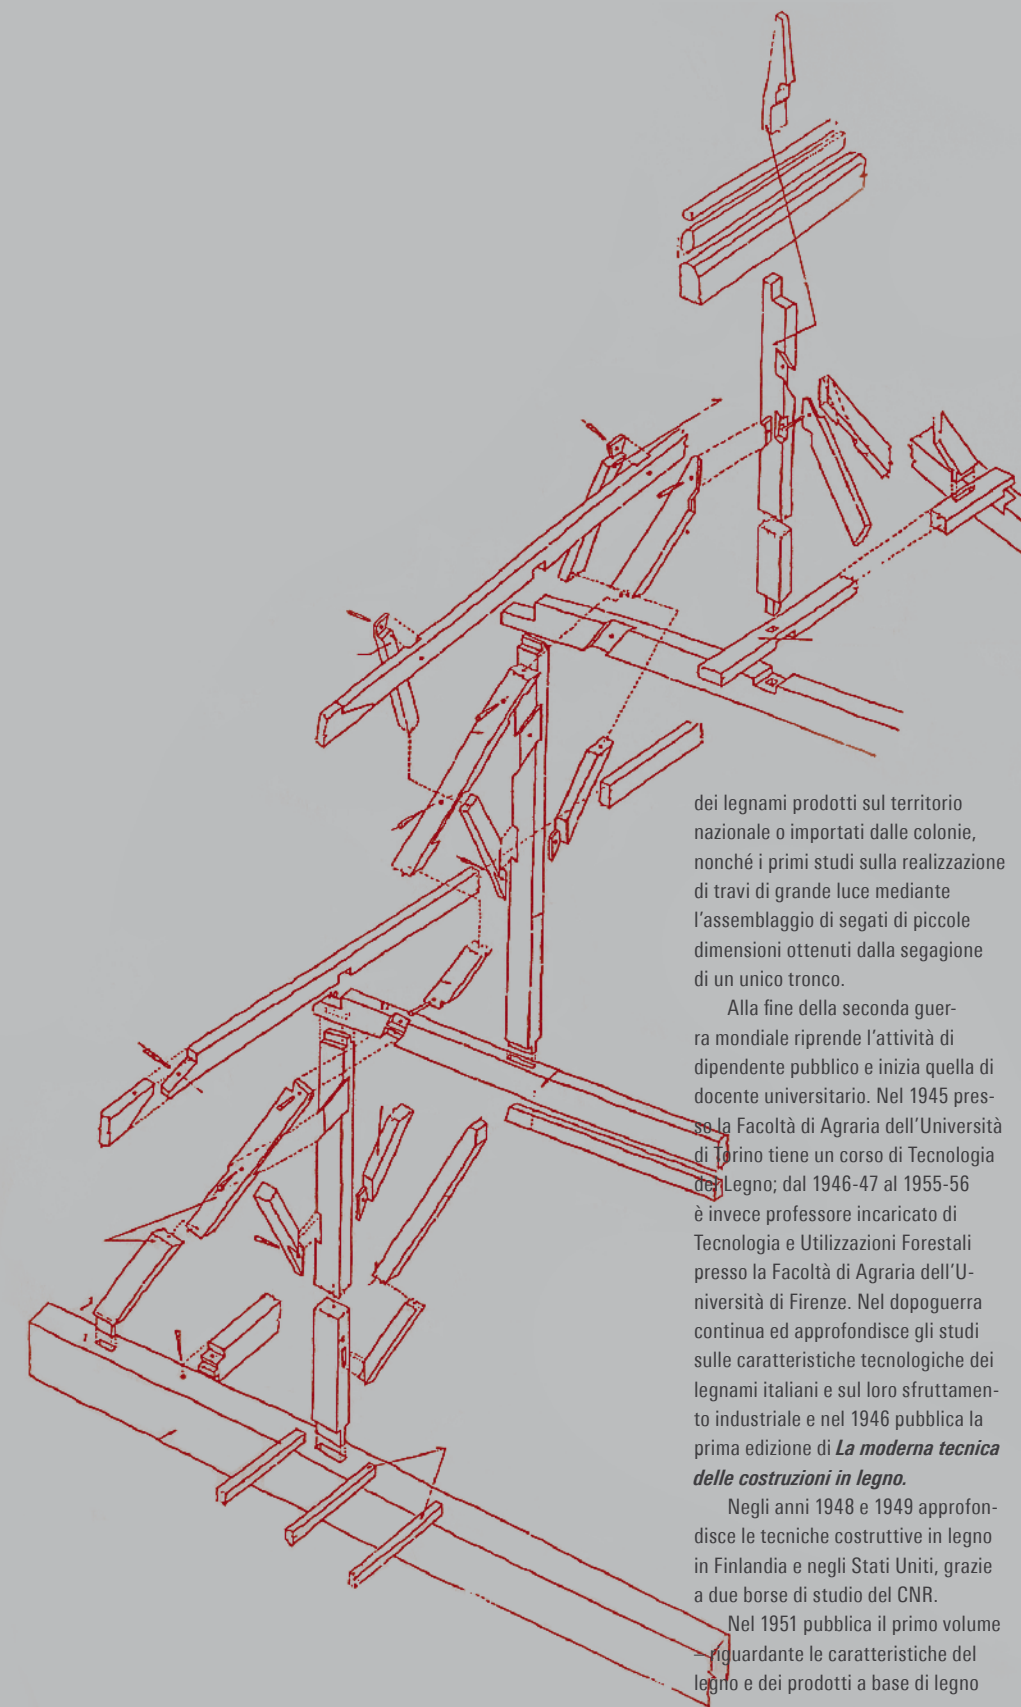 dei legnami prodotti sul territorio
nazionale o importati dalle colonie,
nonché i primi studi sulla realizzazione
di travi di grande luce mediante
l'assemblaggio di segati di piccole
dimensioni ottenuti dalla segagione
di un unico tronco.
Alla fine della seconda guer-
ra mondiale riprende l'attività di
dipendente pubblico e inizia quella di
docente universitario. Nel 1945 pres-
so la Facoltà di Agraria dell'Università
di Torino tiene un corso di Tecnologia
del Legno; dal 1946-47 al 1955-56
è invece professore incaricato di
Tecnologia e Utilizzazioni Forestali
presso la Facoltà di Agraria dell'U-
niversità di Firenze. Nel dopoguerra
continua ed approfondisce gli studi
sulle caratteristiche tecnologiche dei
legnami italiani e sul loro sfruttamen-
to industriale e nel 1946 pubblica la
prima edizione di La moderna tecnica
delle costruzioni in legno.
Negli anni 1948 e 1949 approfon-
disce le tecniche costruttive in legno
in Finlandia e negli Stati Uniti, grazie
a due borse di studio del CNR.
Nel 1951 pubblica il primo volume
– riguardante le caratteristiche del
legno e dei prodotti a base di legno